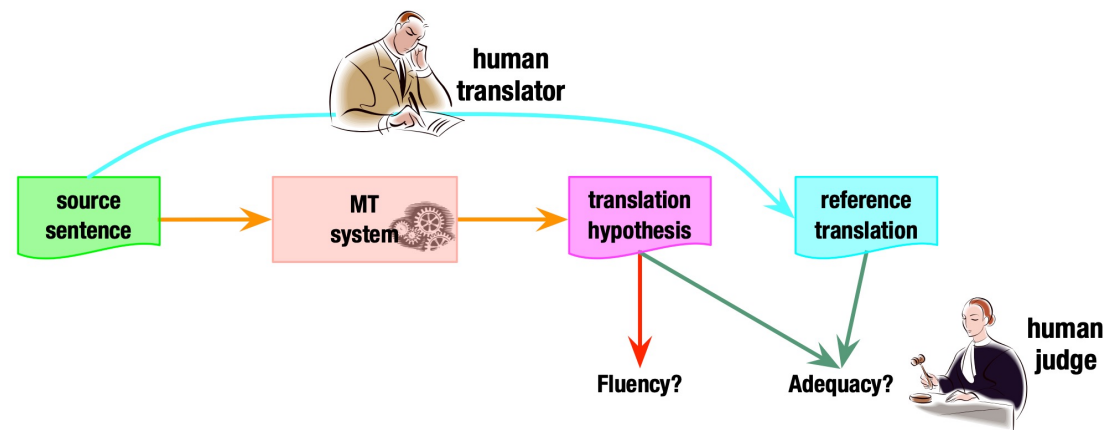 human
translator
source
sentence
MT
system
translation
hypothesis
reference
translation
human
judge
Fluency?
Adequacy?